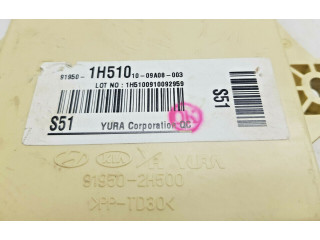 91950- 1H510 10-09A08-003
LOT NO : 1H5100910092959
S51
S51
YURA Corporation QC
OK
KIA YURA
91950-2H500
>PP-TD30<